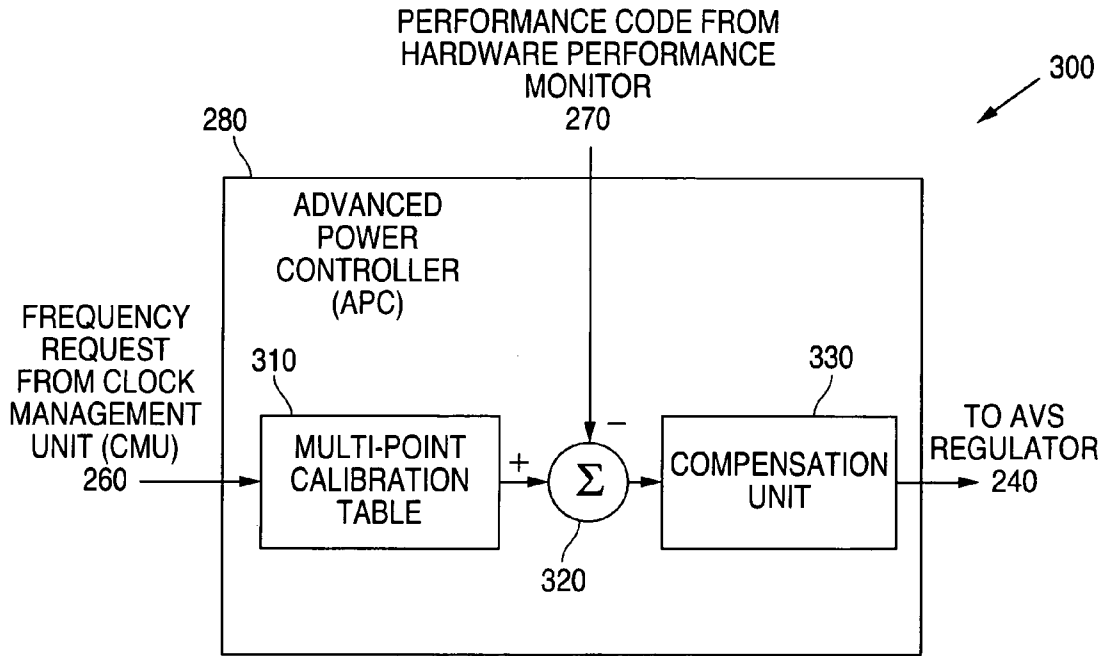 PERFORMANCE CODE FROM
HARDWARE PERFORMANCE
MONITOR
270
300
280
ADVANCED
POWER
CONTROLLER
(APC)
FREQUENCY
REQUEST
FROM CLOCK
MANAGEMENT
UNIT (CMU)
260
310
MULTI-POINT
CALIBRATION
TABLE
+
−
Σ
320
330
COMPENSATION
UNIT
TO AVS
REGULATOR
240